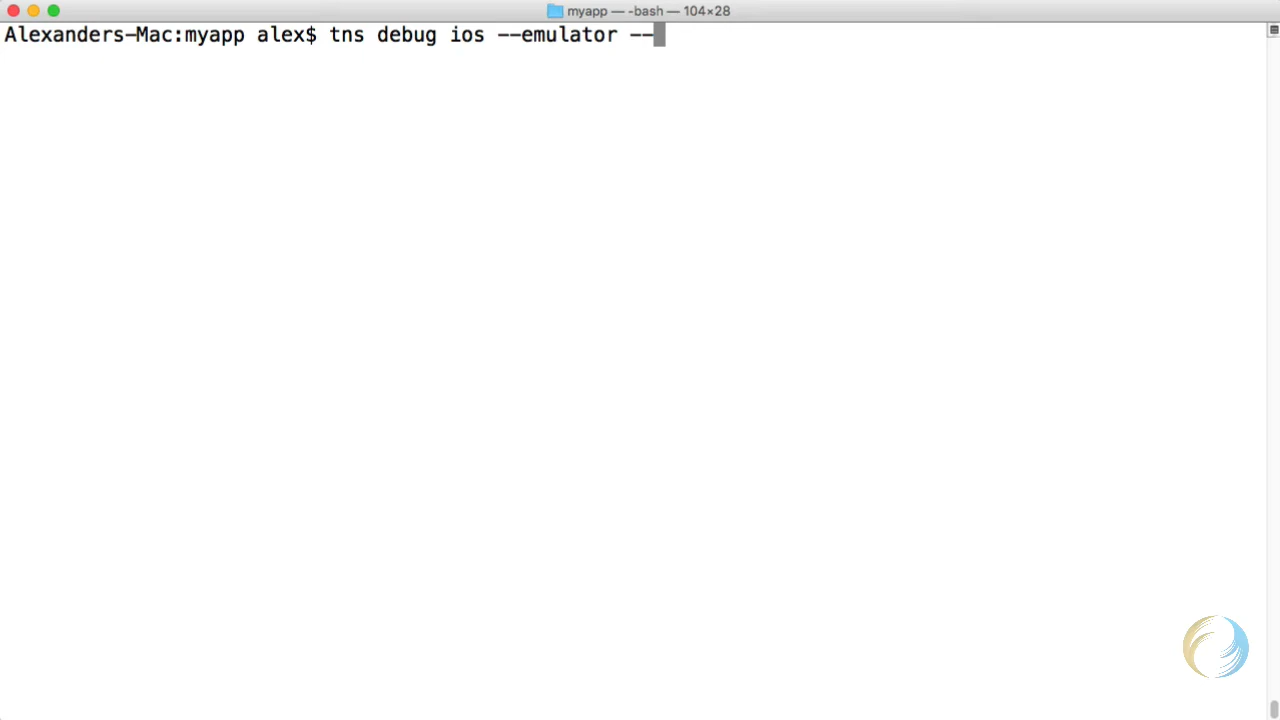 myapp — -bash — 104×28
Alexanders-Mac:myapp alex$ tns debug ios --emulator --